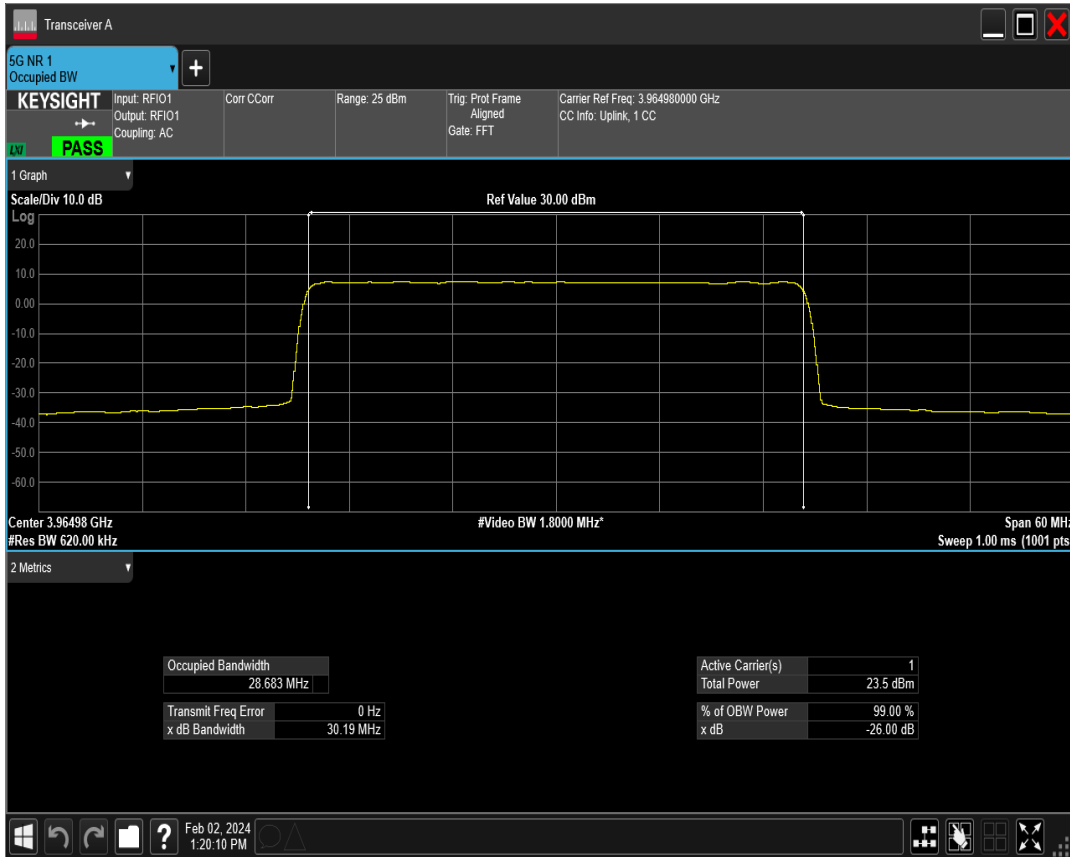 Transceiver A
5G NR 1
Occupied BW
KEYSIGHT
LXI
PASS
Input: RFIO1
Output: RFIO1
Coupling: AC
Corr CCorr
Range: 25 dBm
Trig: Prot Frame
Aligned
Gate: FFT
Carrier Ref Freq: 3.964980000 GHz
CC Info: Uplink, 1 CC
1 Graph
Scale/Div 10.0 dB
Ref Value 30.00 dBm
Log
20.0
10.0
0.00
-10.0
-20.0
-30.0
-40.0
-50.0
-60.0
Center 3.96498 GHz
#Video BW 1.8000 MHz*
Span 60 MHz
#Res BW 620.00 kHz
Sweep 1.00 ms (1001 pts
2 Metrics
Occupied Bandwidth
28.683 MHz
Transmit Freq Error 0 Hz
x dB Bandwidth 30.19 MHz
Active Carrier(s) 1
Total Power 23.5 dBm
% of OBW Power 99.00 %
x dB -26.00 dB
?
Feb 02, 2024
1:20:10 PM